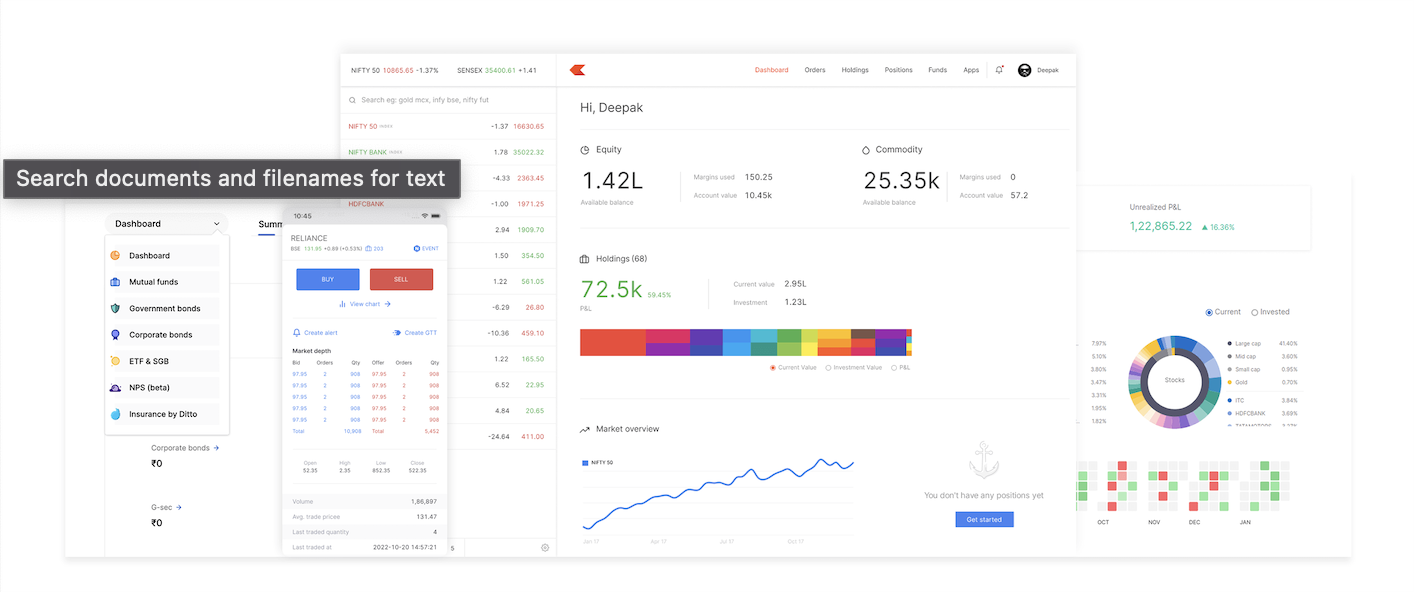 NIFTY 50 10865.65 -1.37% SENSEX 35400.61 +1.41
Dashboard Orders Holdings Positions Funds Apps Deepak
Search eg: gold mcx, infy bse, nifty fut
NIFTY 50 INDEX -1.37 16630.65
NIFTY BANK INDEX 1.78 35022.32
-4.33 2363.45
HDFCBANK -1.00 1971.25
2.94 1909.70
1.50 354.50
1.22 561.05
-6.29 26.80
-10.36 459.10
1.22 165.50
6.52 22.95
4.84 20.65
-24.64 411.00
5
Search documents and filenames for text
Dashboard
Summ
Dashboard
Mutual funds
Government bonds
Corporate bonds
ETF & SGB
NPS (beta)
Insurance by Ditto
Corporate bonds →
₹0
G-sec →
₹0
10:45
RELIANCE
BSE 131.95 +0.69 (+0.53%) 203 EVENT
BUY SELL
View chart →
Create alert Create GTT
Market depth
Bid Orders Qty Offer Orders Qty
97.95 2 908 97.95 2 908
97.95 2 908 97.95 2 908
97.95 2 908 97.95 2 908
97.95 2 908 97.95 2 908
97.95 2 908 97.95 2 908
Total 10,908 Total 5,452
Open High Low Close
52.35 2.35 852.35 522.35
Volume 1,86,897
Avg. trade prices 131.47
Last traded quantity 4
Last traded at 2022-10-20 14:57:21
Hi, Deepak
Equity
1.42L
Available balance
Margins used 150.25
Account value 10.45k
Commodity
25.35k
Available balance
Margins used 0
Account value 57.2
Holdings (68)
72.5k 59.45%
P&L
Current value 2.95L
Investment 1.23L
Current Value Investment Value P&L
Market overview
NIFTY 50
Jan 17 Apr 17 Jul 17 Oct 17
You don't have any positions yet
Get started
Unrealized P&L
1,22,865.22 ▲ 16.36%
Current Invested
7.97%
5.10%
3.80%
3.47%
3.31%
1.95%
1.82%
Stocks
Large cap 41.40%
Mid cap 3.60%
Small cap 0.95%
Gold 0.70%
ITC 3.84%
HDFCBANK 3.69%
OCT NOV DEC JAN